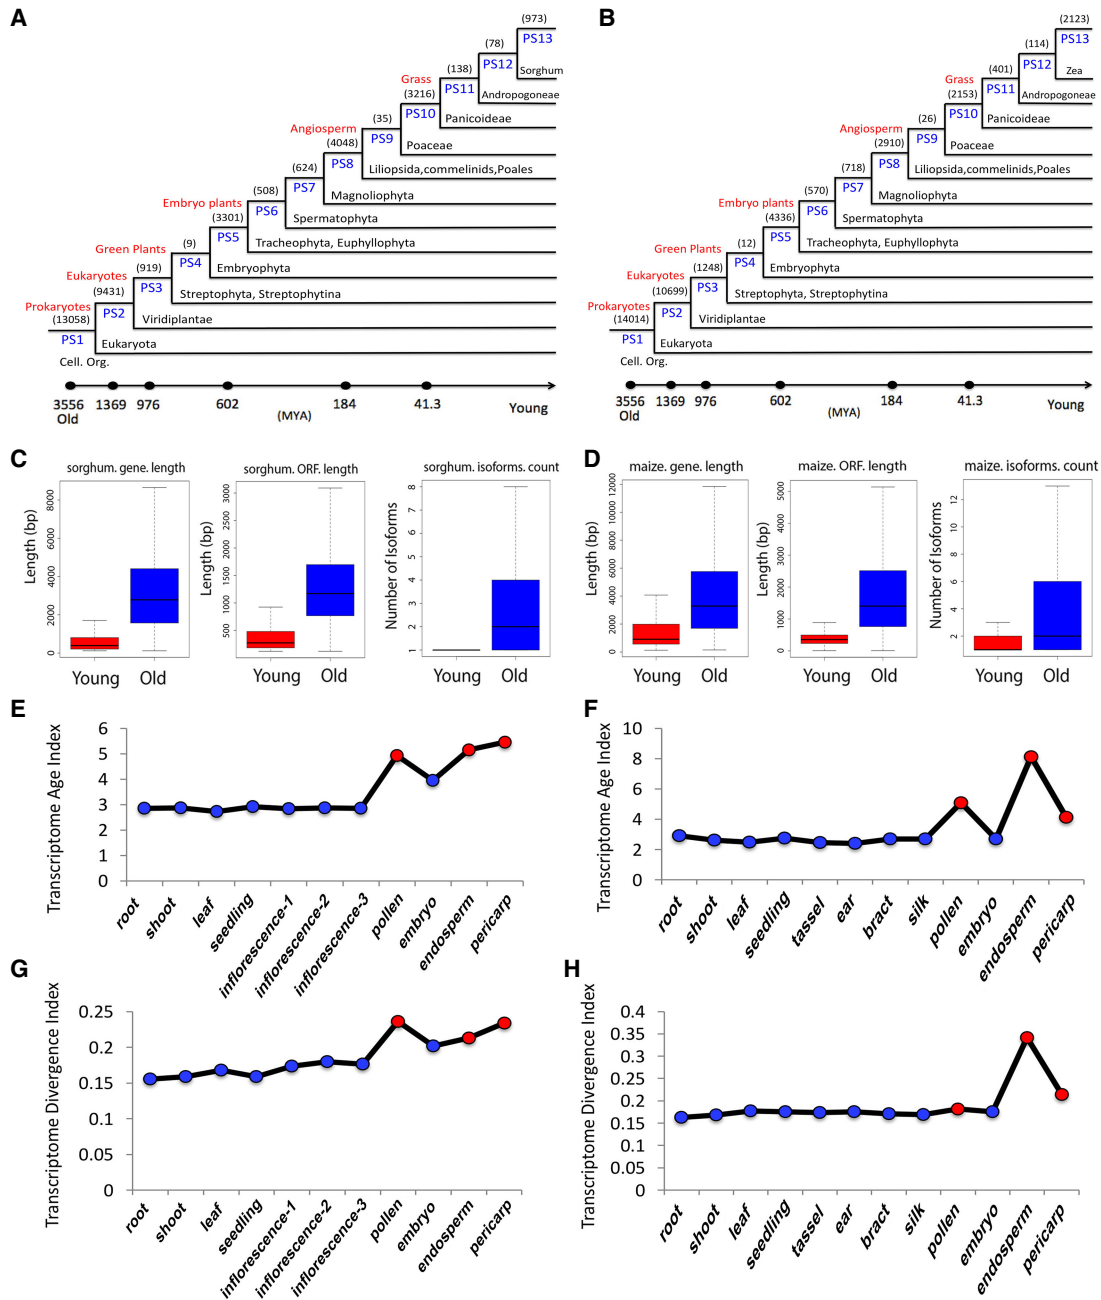 A
(973)
PS13
(78)
PS12
Sorghum
Grass
(138)
PS11
Andropogoneae
(3216)
PS10
Panicoideae
Angiosperm
(35)
PS9
Poaceae
(4048)
PS8
Liliopsida,commelinids,Poales
(624)
PS7
Magnoliophyta
Embryo plants
(508)
PS6
Spermatophyta
(3301)
PS5
Tracheophyta, Euphyllophyta
Green Plants
(9)
PS4
Embryophyta
Eukaryotes
(919)
PS3
Streptophyta, Streptophytina
Prokaryotes
(9431)
PS2
Viridiplantae
(13058)
PS1
Eukaryota
Cell. Org.
3556 1369 976 602 184 41.3
Old (MYA) Young
B
(2123)
PS13
(114)
PS12
Zea
Grass
(401)
PS11
Andropogoneae
(2153)
PS10
Panicoideae
Angiosperm
(26)
PS9
Poaceae
(2910)
PS8
Liliopsida,commelinids,Poales
(718)
PS7
Magnoliophyta
Embryo plants
(570)
PS6
Spermatophyta
(4336)
PS5
Tracheophyta, Euphyllophyta
Green Plants
(12)
PS4
Embryophyta
Eukaryotes
(1248)
PS3
Streptophyta, Streptophytina
Prokaryotes
(10699)
PS2
Viridiplantae
(14014)
PS1
Eukaryota
Cell. Org.
3556 1369 976 602 184 41.3
Old (MYA) Young
C
sorghum. gene. length
Length (bp)
8000
6000
4000
2000
0
Young Old
sorghum. ORF. length
Length (bp)
3000
2500
2000
1500
1000
500
Young Old
sorghum. isoforms. count
Number of Isoforms
8
7
6
5
4
3
2
1
Young Old
D
maize. gene. length
Length (bp)
12000
10000
8000
6000
4000
2000
0
Young Old
maize. ORF. length
Length (bp)
5000
4000
3000
2000
1000
0
Young Old
maize. isoforms. count
Number of Isoforms
12
10
8
6
4
2
Young Old
E
Transcriptome Age Index
6
5
4
3
2
1
0
root
shoot
leaf
seedling
inflorescence-1
inflorescence-2
inflorescence-3
pollen
embryo
endosperm
pericarp
F
Transcriptome Age Index
10
8
6
4
2
0
root
shoot
leaf
seedling
tassel
ear
bract
silk
pollen
embryo
endosperm
pericarp
G
Transcriptome Divergence Index
0.25
0.2
0.15
0.1
0.05
0
root
shoot
leaf
seedling
inflorescence-1
inflorescence-2
inflorescence-3
pollen
embryo
endosperm
pericarp
H
Transcriptome Divergence Index
0.4
0.35
0.3
0.25
0.2
0.15
0.1
0.05
0
root
shoot
leaf
seedling
tassel
ear
bract
silk
pollen
embryo
endosperm
pericarp